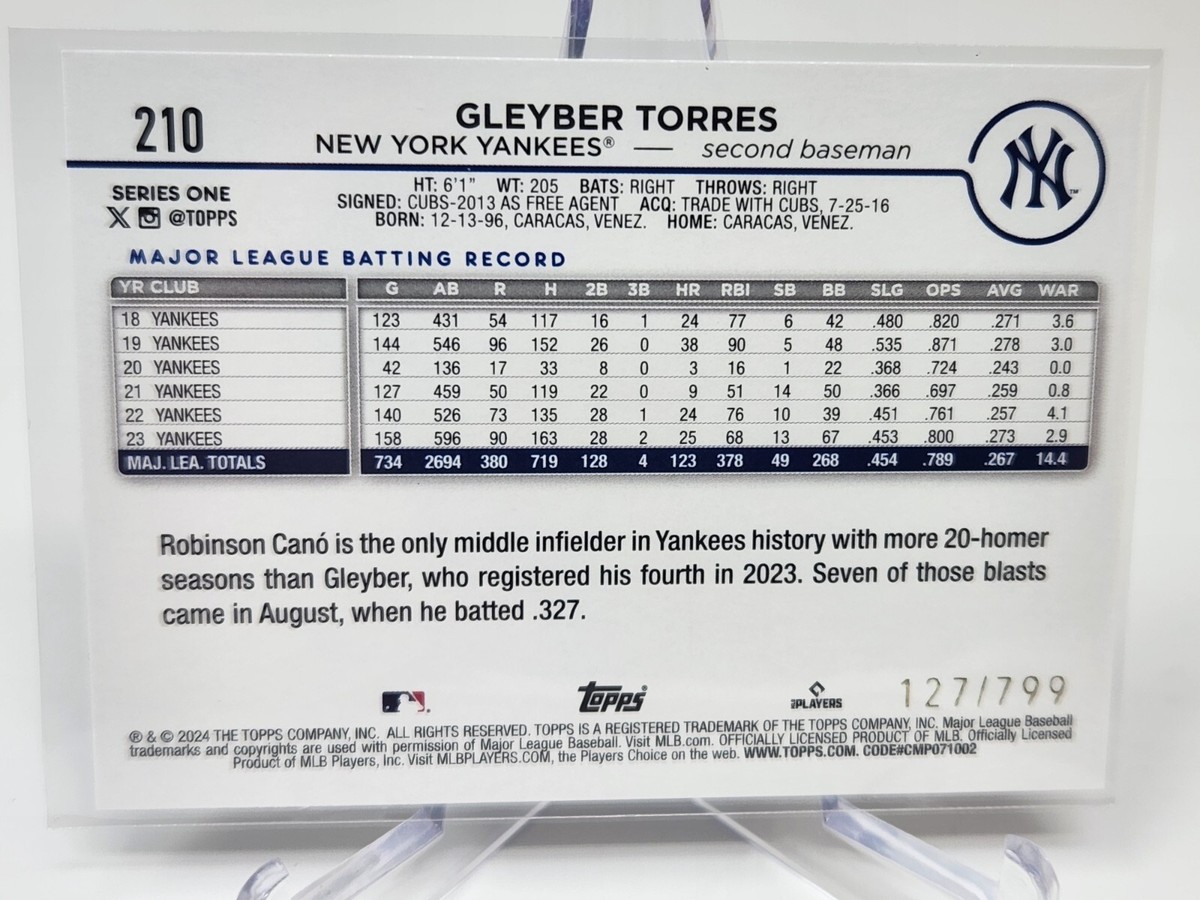 210
GLEYBER TORRES
NEW YORK YANKEES® — second baseman
NY™
SERIES ONE
@TOPPS
HT: 6'1" WT: 205 BATS: RIGHT THROWS: RIGHT
SIGNED: CUBS-2013 AS FREE AGENT ACQ: TRADE WITH CUBS, 7-25-16
BORN: 12-13-96, CARACAS, VENEZ. HOME: CARACAS, VENEZ.
MAJOR LEAGUE BATTING RECORD
YR CLUB G AB R H 2B 3B HR RBI SB BB SLG OPS AVG WAR
18 YANKEES 123 431 54 117 16 1 24 77 6 42 .480 .820 .271 3.6
19 YANKEES 144 546 96 152 26 0 38 90 5 48 .535 .871 .278 3.0
20 YANKEES 42 136 17 33 8 0 3 16 1 22 .368 .724 .243 0.0
21 YANKEES 127 459 50 119 22 0 9 51 14 50 .366 .697 .259 0.8
22 YANKEES 140 526 73 135 28 1 24 76 10 39 .451 .761 .257 4.1
23 YANKEES 158 596 90 163 28 2 25 68 13 67 .453 .800 .273 2.9
MAJ. LEA. TOTALS 734 2694 380 719 128 4 123 378 49 268 .454 .789 .267 14.4
Robinson Canó is the only middle infielder in Yankees history with more 20-homer
seasons than Gleyber, who registered his fourth in 2023. Seven of those blasts
came in August, when he batted .327.
topps
PLAYERS
127/799
® & © 2024 THE TOPPS COMPANY, INC. ALL RIGHTS RESERVED. TOPPS IS A REGISTERED TRADEMARK OF THE TOPPS COMPANY, INC. Major League Baseball
trademarks and copyrights are used with permission of Major League Baseball. Visit MLB.com. OFFICIALLY LICENSED PRODUCT OF MLB. Officially Licensed
Product of MLB Players, Inc. Visit MLBPLAYERS.COM, the Players Choice on the web. WWW.TOPPS.COM. CODE#CMP071002